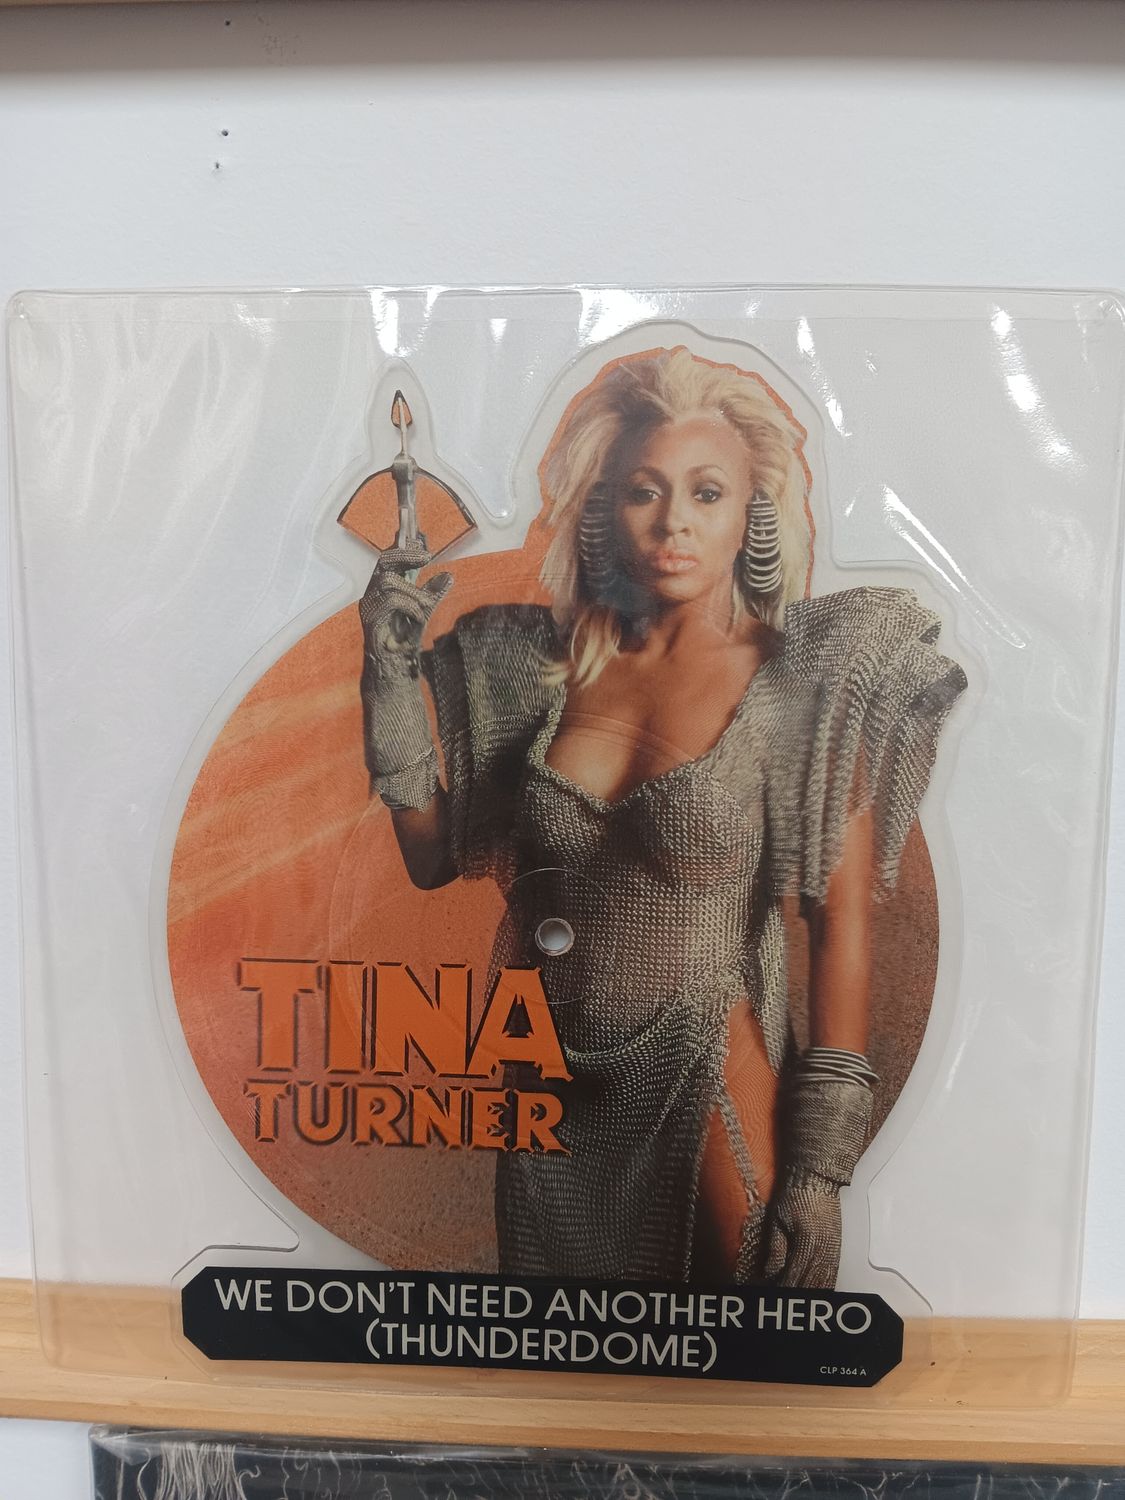 TINA
TURNER
WE DON'T NEED ANOTHER HERO
(THUNDERDOME)
CLP 364 A